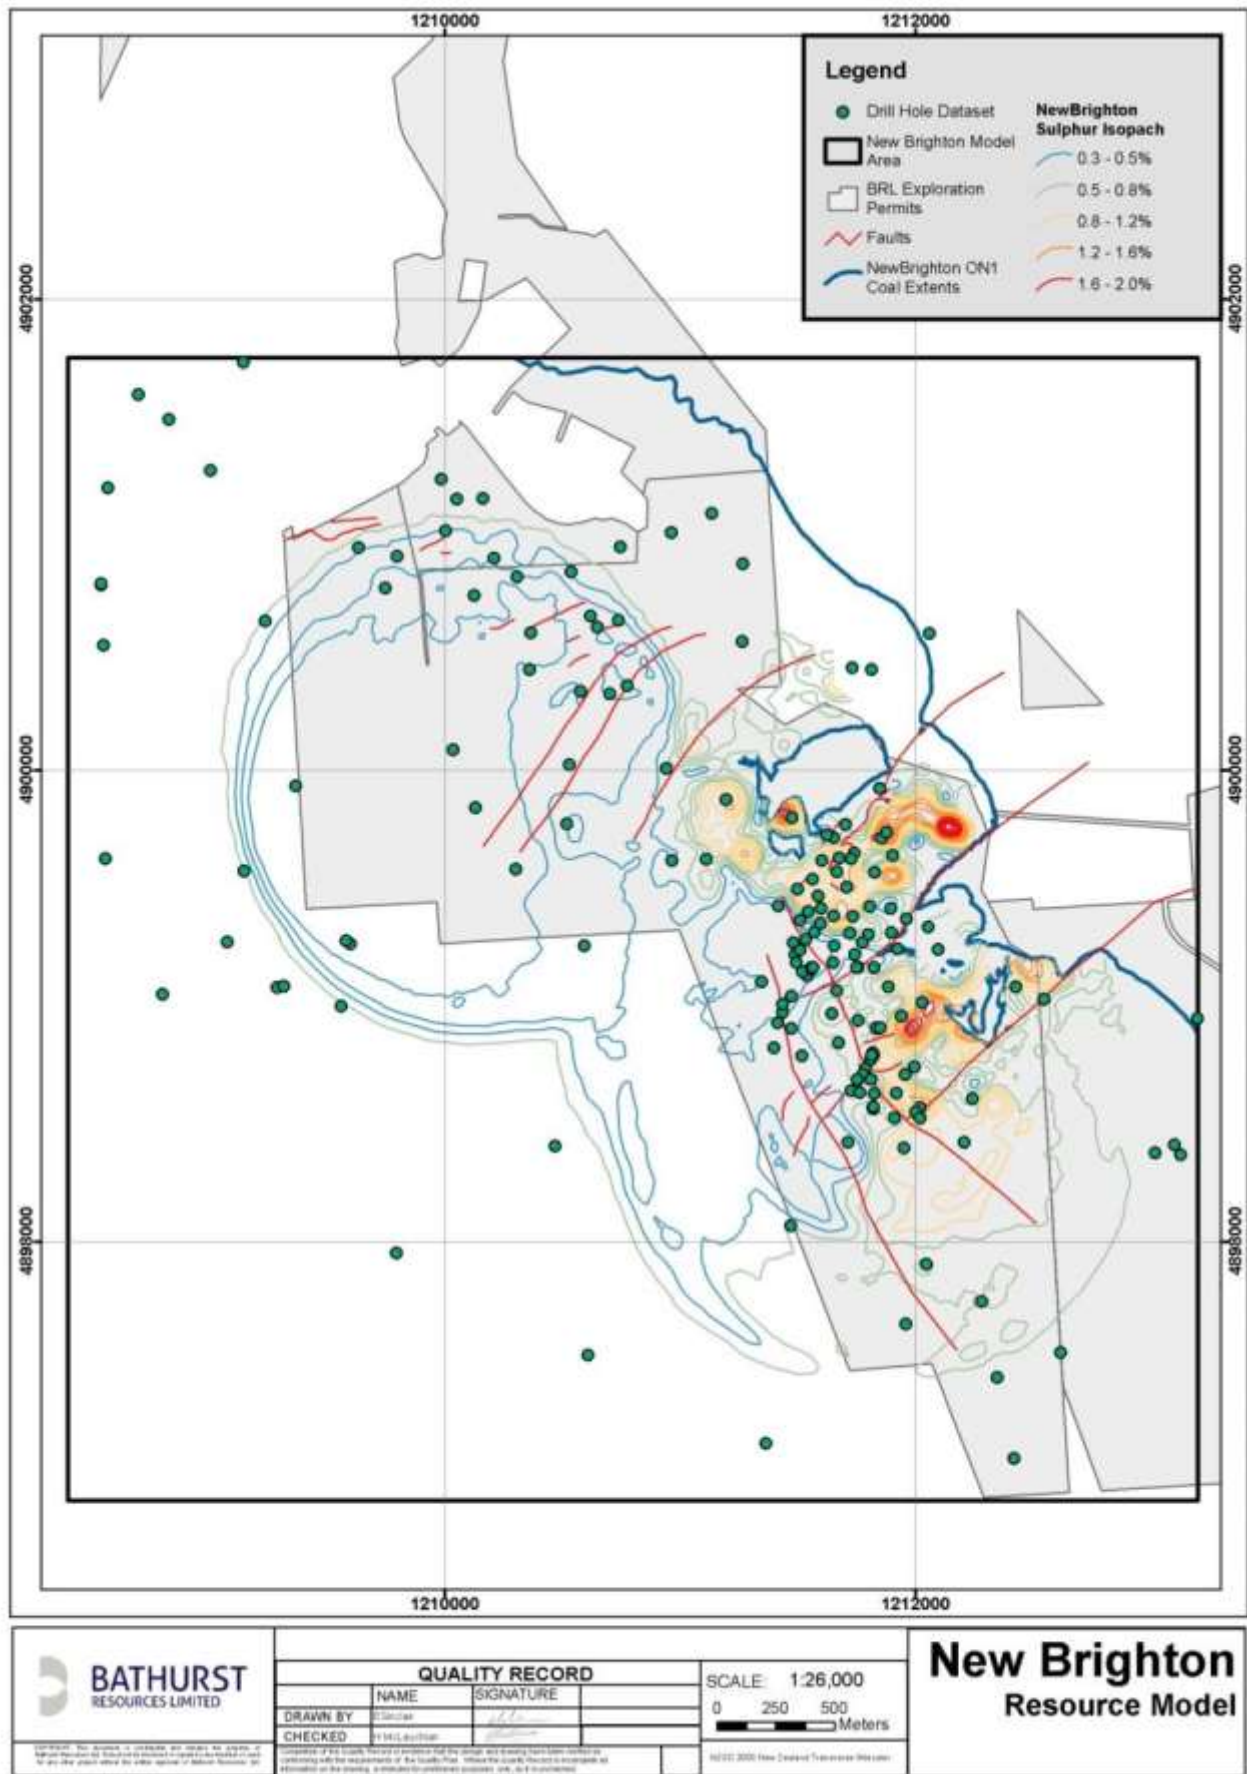 1210000
1212000
Legend
Drill Hole Dataset
New Brighton Model
Area
BRL Exploration
Permits
Faults
NewBrighton ON1
Coal Extents
NewBrighton
Sulphur Isopach
0.3 - 0.5%
0.5 - 0.8%
0.8 - 1.2%
1.2 - 1.6%
1.6 - 2.0%
4902000
4902000
4900000
4900000
4898000
4898000
1210000
1212000
BATHURST
RESOURCES LIMITED
QUALITY RECORD
NAME
SIGNATURE
DRAWN BY
CHECKED
SCALE: 1:26,000
0 250 500
Meters
New Brighton
Resource Model